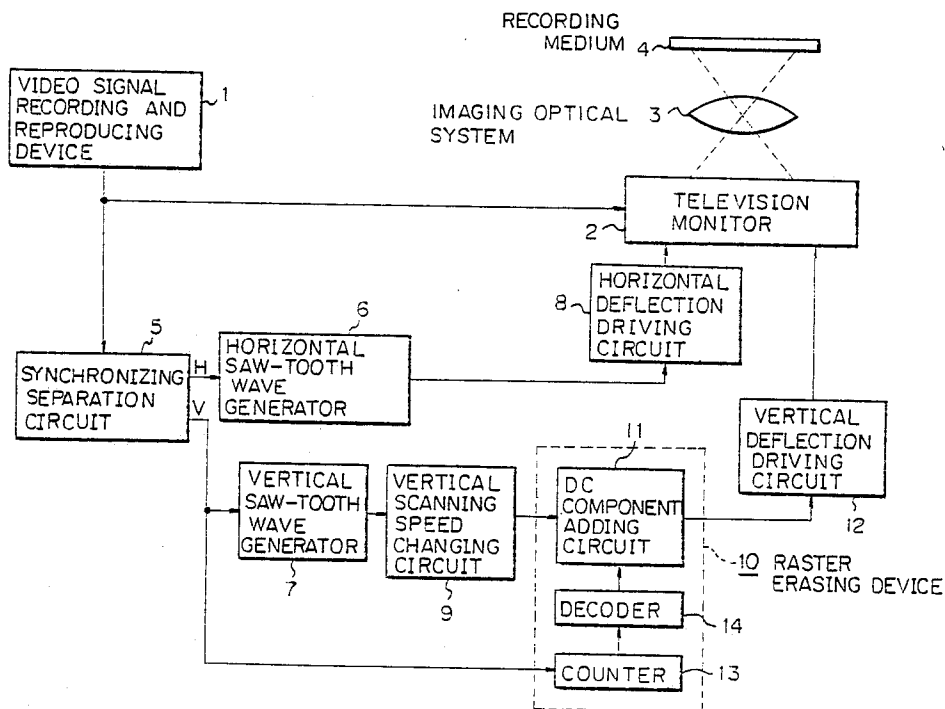 RECORDING
MEDIUM
4
VIDEO SIGNAL
RECORDING AND
REPRODUCING
DEVICE
1
IMAGING OPTICAL
SYSTEM
3
TELEVISION
MONITOR
2
HORIZONTAL
DEFLECTION
DRIVING
CIRCUIT
8
5
SYNCHRONIZING
SEPARATION
CIRCUIT
H
V
6
HORIZONTAL
SAW-TOOTH
WAVE
GENERATOR
VERTICAL
DEFLECTION
DRIVING
CIRCUIT
12
VERTICAL
SAW-TOOTH
WAVE
GENERATOR
7
VERTICAL
SCANNING
SPEED
CHANGING
CIRCUIT
9
11
DC
COMPONENT
ADDING
CIRCUIT
10 RASTER
ERASING DEVICE
DECODER
14
COUNTER
13